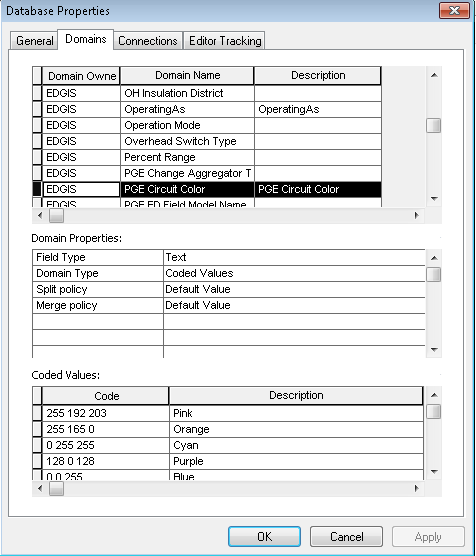 Database Properties
General Domains Connections Editor Tracking
Domain Owne Domain Name Description
EDGIS OH Insulation District
EDGIS OperatingAs OperatingAs
EDGIS Operation Mode
EDGIS Overhead Switch Type
EDGIS Percent Range
EDGIS PGE Change Aggregator T
EDGIS PGE Circuit Color PGE Circuit Color
EDGIS PGE ED Field Model Name
Domain Properties:
Field Type Text
Domain Type Coded Values
Split policy Default Value
Merge policy Default Value
Coded Values:
Code Description
255 192 203 Pink
255 165 0 Orange
0 255 255 Cyan
128 0 128 Purple
0 0 255 Blue
OK Cancel Apply